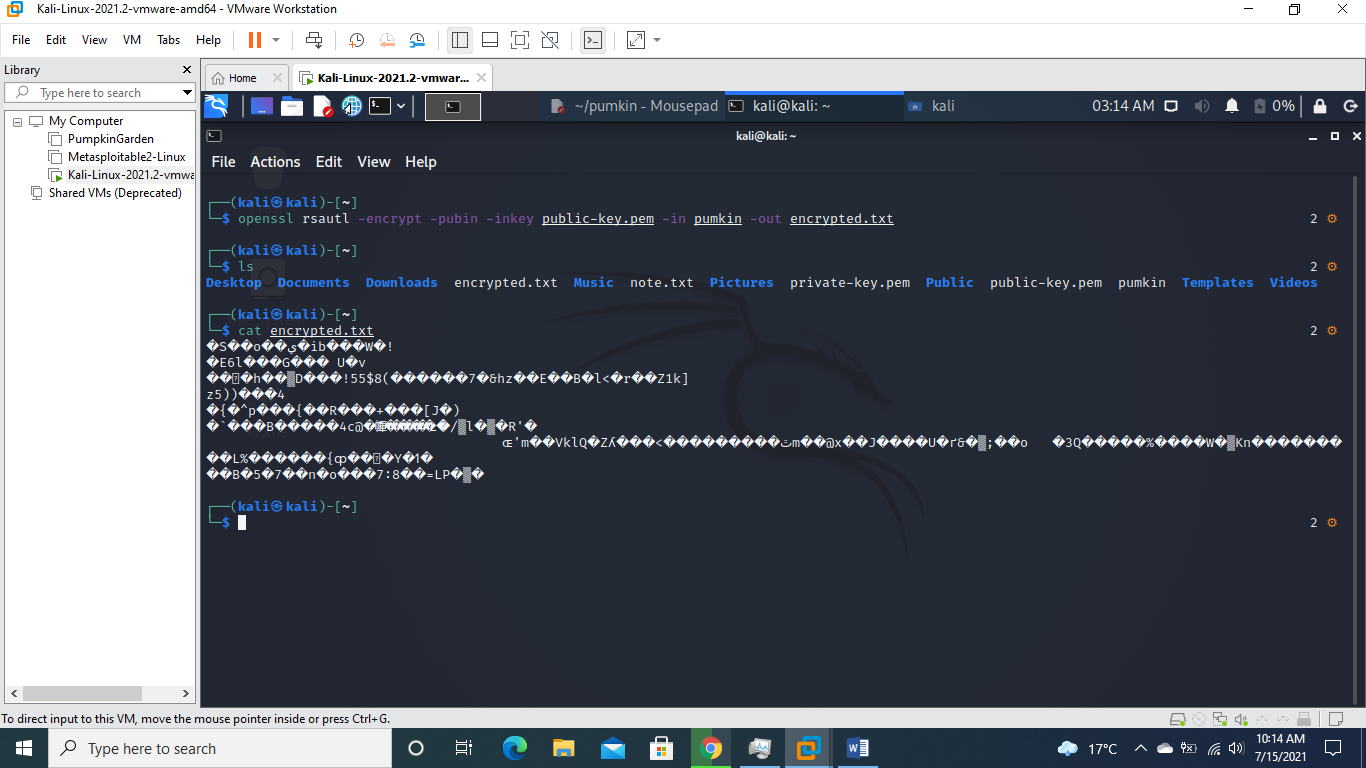 Kali-Linux-2021.2-vmware-amd64 - VMware Workstation
File Edit View VM Tabs Help
Library
Type here to search
My Computer
PumpkinGarden
Metasploitable2-Linux
Kali-Linux-2021.2-vmwa
Shared VMs (Deprecated)
Home
Kali-Linux-2021.2-vmwar...
~/pumkin - Mousepad
kali@kali: ~
kali
03:14 AM
0%
kali@kali: ~
File Actions Edit View Help
┌──(kali㉿kali)-[~]
└─$ openssl rsautl -encrypt -pubin -inkey public-key.pem -in pumkin -out encrypted.txt 2 ⚙
┌──(kali㉿kali)-[~]
└─$ ls 2 ⚙
Desktop Documents Downloads encrypted.txt Music note.txt Pictures private-key.pem Public public-key.pem pumkin Templates Videos
┌──(kali㉿kali)-[~]
└─$ cat encrypted.txt 2 ⚙
�S��o��ي�ib���W�!
�E6l���G��� U�v
z5))���4
�{�^p���{��R���+���[J�)
┌──(kali㉿kali)-[~]
└─$ 2 ⚙
To direct input to this VM, move the mouse pointer inside or press Ctrl+G.
Type here to search
17°C
10:14 AM
7/15/2021